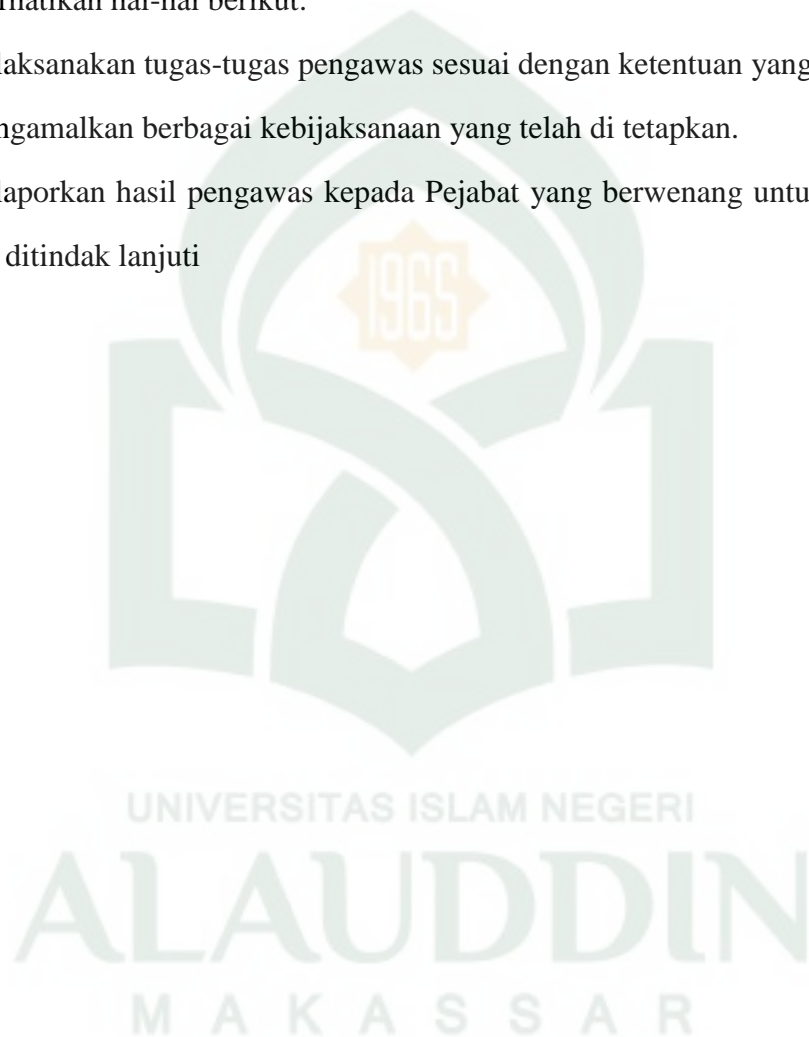 rhatikan hal-hal berikut:
laksanakan tugas-tugas pengawas sesuai dengan ketentuan yang
ngamalkan berbagai kebijaksanaan yang telah di tetapkan.
laporkan hasil pengawas kepada Pejabat yang berwenang untu
ditindak lanjuti
1965
UNIVERSITAS ISLAM NEGERI
ALAUDDIN
MAKASSAR